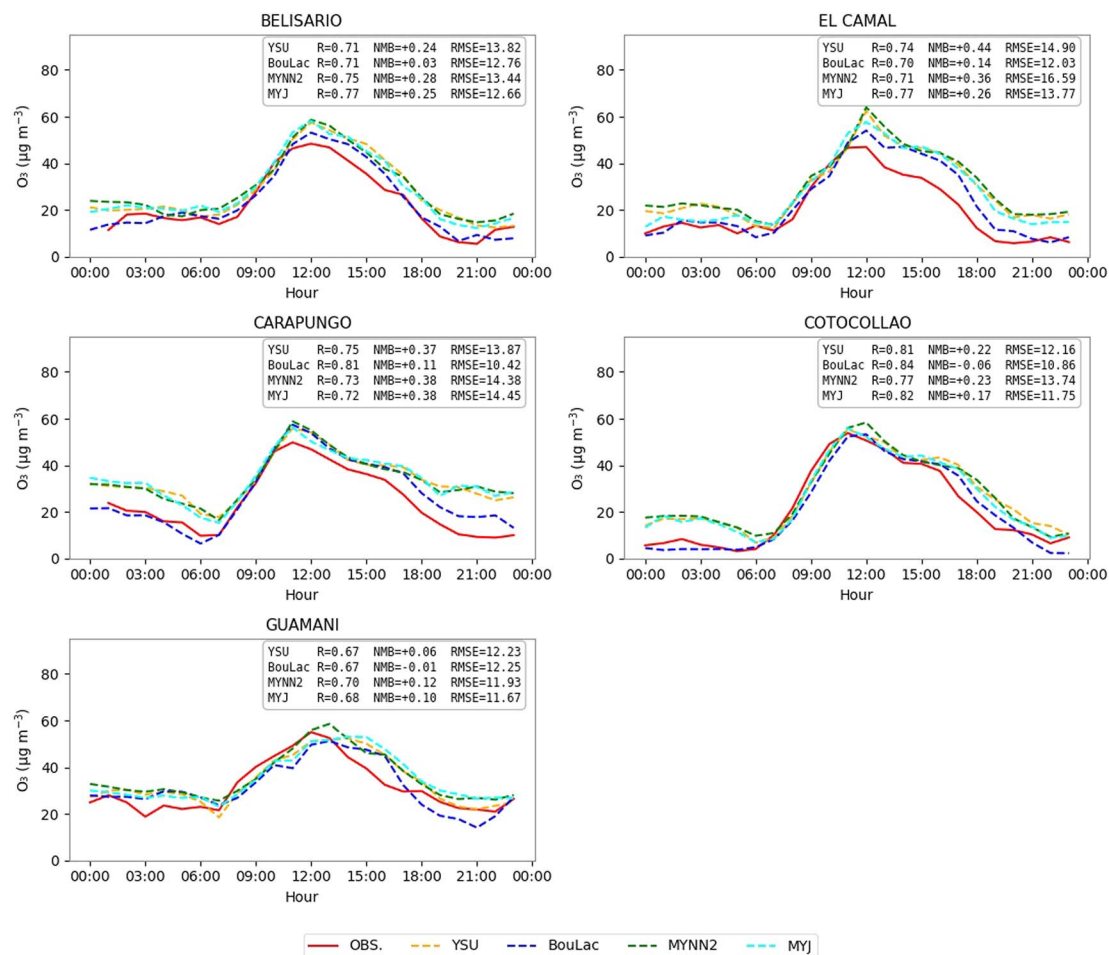 BELISARIO
YSU R=0.71 NMB=+0.24 RMSE=13.82
BouLac R=0.71 NMB=+0.03 RMSE=12.76
MYNN2 R=0.75 NMB=+0.28 RMSE=13.44
MYJ R=0.77 NMB=+0.25 RMSE=12.66
O₃ (µg m⁻³)
80
60
40
20
0
00:00 03:00 06:00 09:00 12:00 15:00 18:00 21:00 00:00
Hour
EL CAMAL
YSU R=0.74 NMB=+0.44 RMSE=14.90
BouLac R=0.70 NMB=+0.14 RMSE=12.03
MYNN2 R=0.71 NMB=+0.36 RMSE=16.59
MYJ R=0.77 NMB=+0.26 RMSE=13.77
O₃ (µg m⁻³)
80
60
40
20
0
00:00 03:00 06:00 09:00 12:00 15:00 18:00 21:00 00:00
Hour
CARAPUNGO
YSU R=0.75 NMB=+0.37 RMSE=13.87
BouLac R=0.81 NMB=+0.11 RMSE=10.42
MYNN2 R=0.73 NMB=+0.38 RMSE=14.38
MYJ R=0.72 NMB=+0.38 RMSE=14.45
O₃ (µg m⁻³)
80
60
40
20
0
00:00 03:00 06:00 09:00 12:00 15:00 18:00 21:00 00:00
Hour
COTOCOLLAO
YSU R=0.81 NMB=+0.22 RMSE=12.16
BouLac R=0.84 NMB=-0.06 RMSE=10.86
MYNN2 R=0.77 NMB=+0.23 RMSE=13.74
MYJ R=0.82 NMB=+0.17 RMSE=11.75
O₃ (µg m⁻³)
80
60
40
20
0
00:00 03:00 06:00 09:00 12:00 15:00 18:00 21:00 00:00
Hour
GUAMANI
YSU R=0.67 NMB=+0.06 RMSE=12.23
BouLac R=0.67 NMB=-0.01 RMSE=12.25
MYNN2 R=0.70 NMB=+0.12 RMSE=11.93
MYJ R=0.68 NMB=+0.10 RMSE=11.67
O₃ (µg m⁻³)
80
60
40
20
0
00:00 03:00 06:00 09:00 12:00 15:00 18:00 21:00 00:00
Hour
OBS. YSU BouLac MYNN2 MYJ